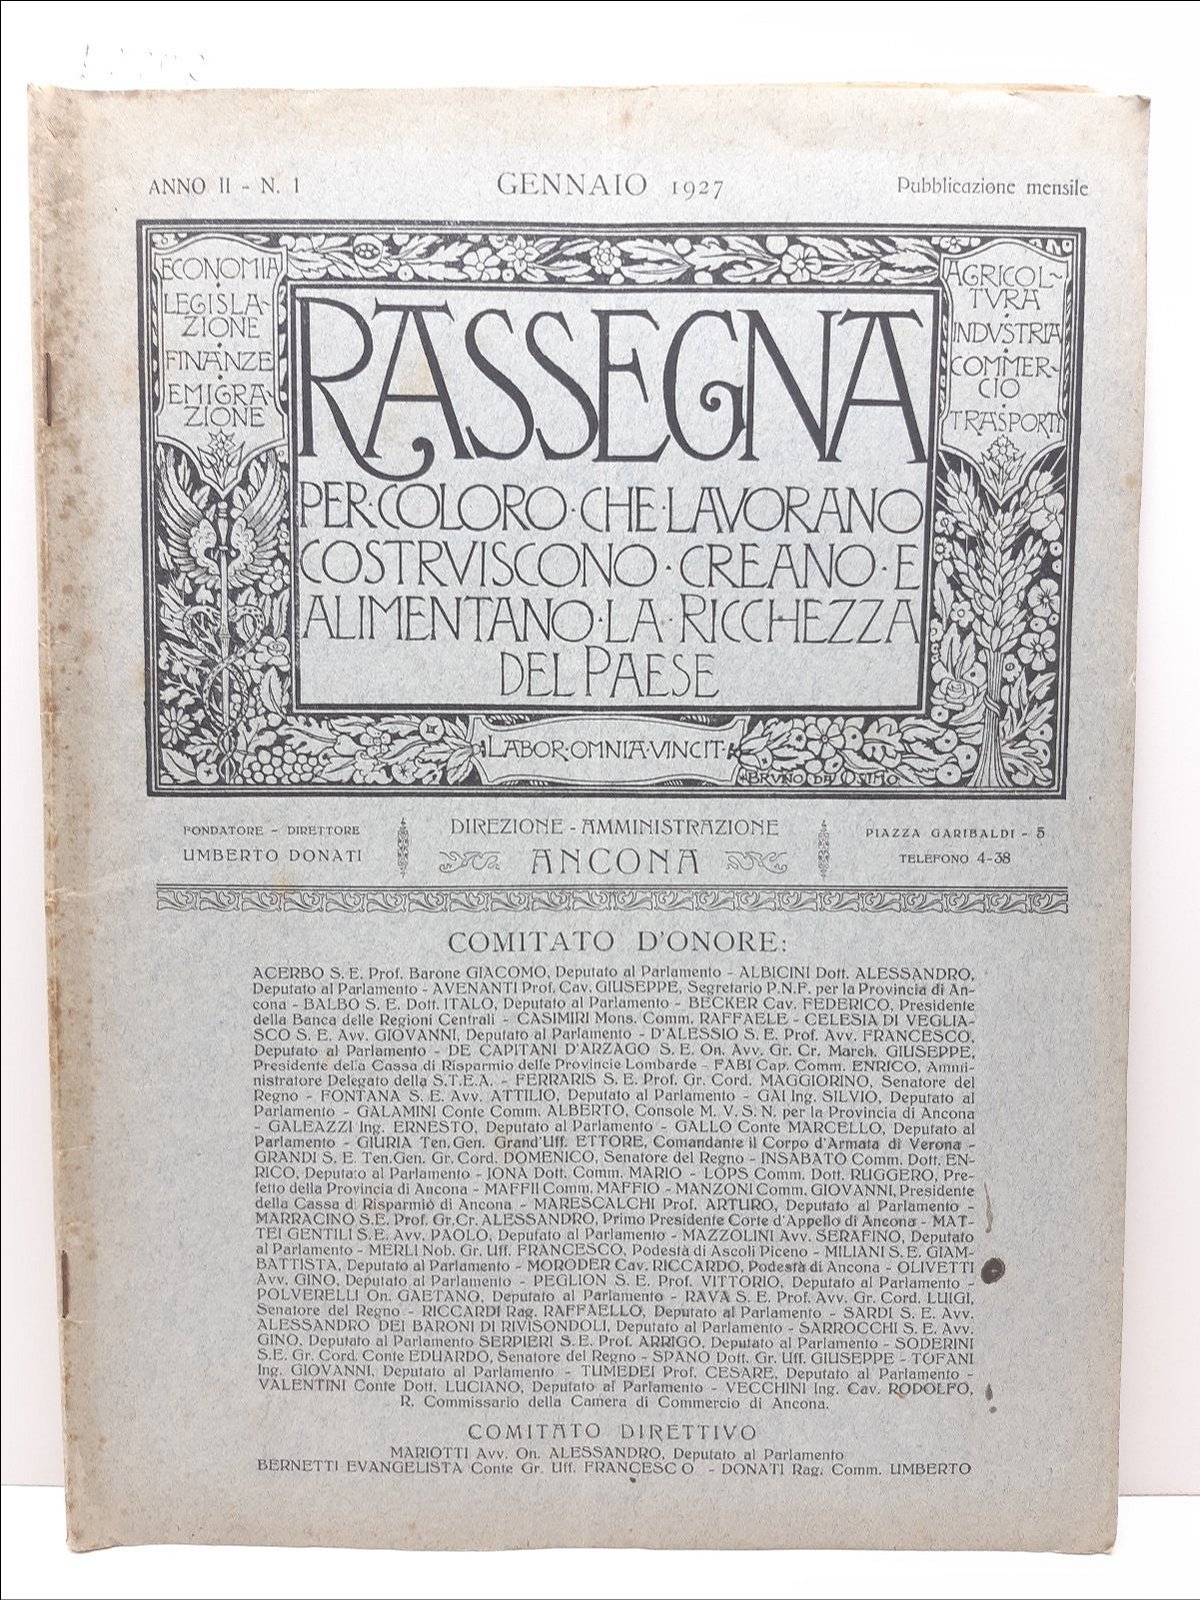 ANNO II - N. 1
GENNAIO 1927
Pubblicazione mensile
ECONOMIA
LEGISLA-
ZIONE
FINANZE
EMIGRA-
ZIONE
AGRICOL-
TVRA
INDVSTRIA
COMMER-
CIO
TRASPORTI
RASSEGNA
PER·COLORO·CHE·LAVORANO
COSTRVISCONO·CREANO·E
ALIMENTANO·LA·RICCHEZZA
DEL PAESE
LABOR·OMNIA·VINCIT·
BRVNO DA OSIMO
FONDATORE - DIRETTORE
UMBERTO DONATI
DIREZIONE - AMMINISTRAZIONE
ANCONA
PIAZZA GARIBALDI - 5
TELEFONO 4-38
COMITATO D'ONORE:
ACERBO S. E. Prof. Barone GIACOMO, Deputato al Parlamento - ALBICINI Dott. ALESSANDRO,
Deputato al Parlamento - AVENANTI Prof. Cav. GIUSEPPE, Segretario P.N.F. per la Provincia di An-
cona - BALBO S. E. Dott. ITALO, Deputato al Parlamento - BECKER Cav. FEDERICO, Presidente
della Banca delle Regioni Centrali - CASIMIRI Mons. Comm. RAFFAELE - CELESIA DI VEGLIA-
SCO S. E. Avv. GIOVANNI, Deputato al Parlamento - D'ALESSIO S. E. Prof. Avv. FRANCESCO,
Deputato al Parlamento - DE CAPITANI D'ARZAGO S. E. On. Avv. Gr. Cr. March. GIUSEPPE,
Presidente della Cassa di Risparmio delle Provincie Lombarde - FABI Cap. Comm. ENRICO, Ammi-
nistratore Delegato della S.T.E.A. - FERRARIS S. E. Prof. Gr. Cord. MAGGIORINO, Senatore del
Regno - FONTANA S. E. Avv. ATTILIO, Deputato al Parlamento - GAI Ing. SILVIO, Deputato al
Parlamento - GALAMINI Conte Comm. ALBERTO, Console M. V. S. N. per la Provincia di Ancona
- GALEAZZI Ing. ERNESTO, Deputato al Parlamento - GALLO Conte MARCELLO, Deputato al
Parlamento - GIURIA Ten. Gen. Grand'Uff. ETTORE, Comandante il Corpo d'Armata di Verona -
GRANDI S. E. Ten.Gen. Gr. Cord. DOMENICO, Senatore del Regno - INSABATO Comm. Dott. EN-
RICO, Deputato al Parlamento - JONA Dott. Comm. MARIO - LOPS Comm. Dott. RUGGERO, Pre-
fetto della Provincia di Ancona - MAFFII Comm. MAFFIO - MANZONI Comm. GIOVANNI, Presidente
della Cassa di Risparmio di Ancona - MARESCALCHI Prof. ARTURO, Deputato al Parlamento -
MARRACINO S.E. Prof. Gr.Cr. ALESSANDRO, Primo Presidente Corte d'Appello di Ancona - MAT-
TEI GENTILI S. E. Avv. PAOLO, Deputato al Parlamento - MAZZOLINI Avv. SERAFINO, Deputato
al Parlamento - MERLI Nob. Gr. Uff. FRANCESCO, Podestà di Ascoli Piceno - MILIANI S. E. GIAM-
BATTISTA, Deputato al Parlamento - MORODER Cav. RICCARDO, Podestà di Ancona - OLIVETTI
Avv. GINO, Deputato al Parlamento - PEGLION S. E. Prof. VITTORIO, Deputato al Parlamento -
POLVERELLI On. GAETANO, Deputato al Parlamento - RAVA S. E. Prof. Avv. Gr. Cord. LUIGI,
Senatore del Regno - RICCARDI Rag. RAFFAELLO, Deputato al Parlamento - SARDI S. E. Avv.
ALESSANDRO DEI BARONI DI RIVISONDOLI, Deputato al Parlamento - SARROCCHI S. E. Avv.
GINO, Deputato al Parlamento SERPIERI S. E. Prof. ARRIGO, Deputato al Parlamento - SODERINI
S.E. Gr. Cord. Conte EDUARDO, Senatore del Regno - SPANO Dott. Gr. Uff. GIUSEPPE - TOFANI
Ing. GIOVANNI, Deputato al Parlamento - TUMEDEI Prof. CESARE, Deputato al Parlamento -
VALENTINI Conte Dott. LUCIANO, Deputato al Parlamento - VECCHINI Ing. Cav. RODOLFO,
R. Commissario della Camera di Commercio di Ancona.
COMITATO DIRETTIVO
MARIOTTI Avv. On. ALESSANDRO, Deputato al Parlamento
BERNETTI EVANGELISTA Conte Gr. Uff. FRANCESCO - DONATI Rag. Comm. UMBERTO